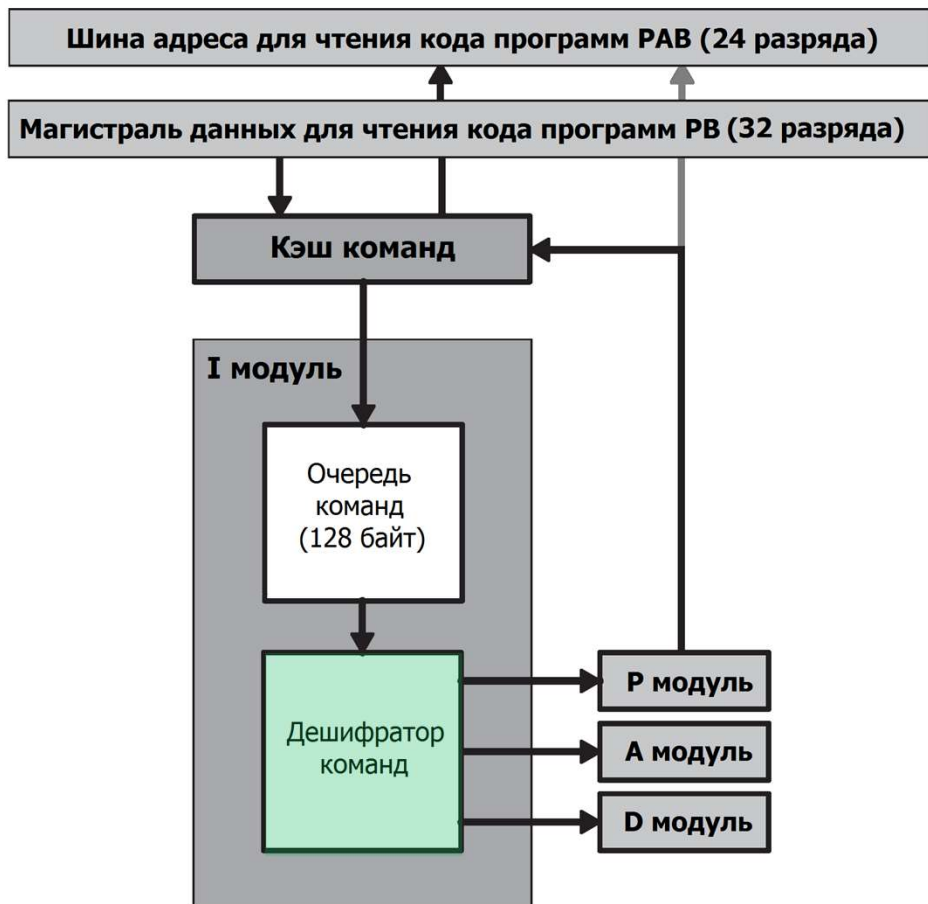 Шина адреса для чтения кода программ PAB (24 разряда)
Магистраль данных для чтения кода программ PB (32 разряда)
Кэш команд
I модуль
Очередь
команд
(128 байт)
Дешифратор
команд
P модуль
A модуль
D модуль